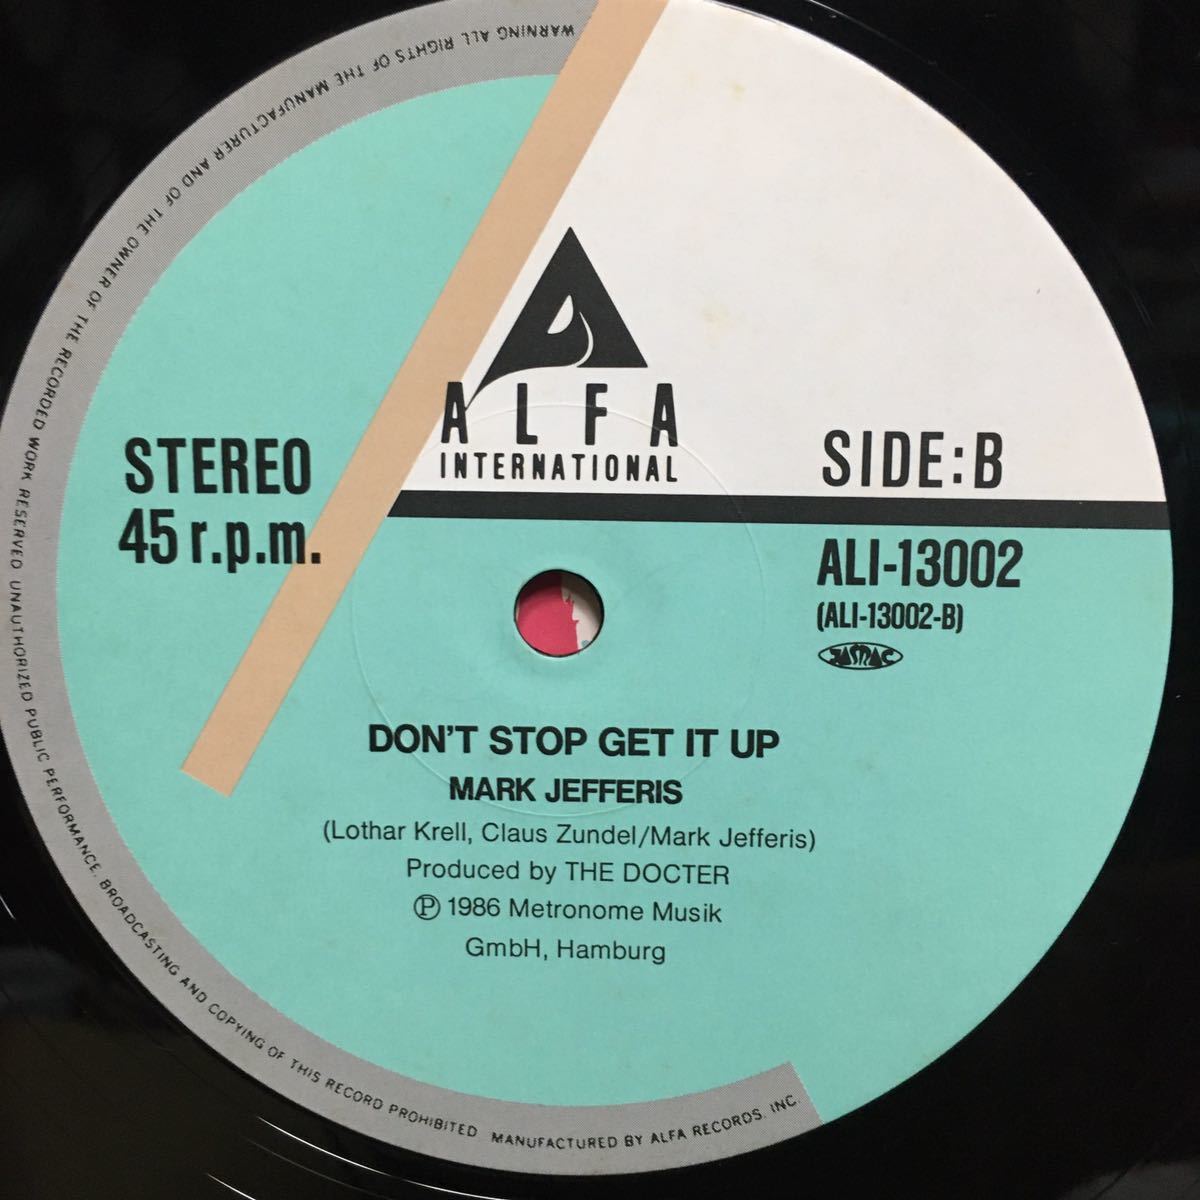 WARNING ALL RIGHTS OF THE MANUFACTURER AND OF THE OWNER OF THE RECORDED WORK RESERVED. UNAUTHORIZED PUBLIC PERFORMANCE, BROADCASTING AND COPYING OF THIS RECORD PROHIBITED MANUFACTURED BY ALFA RECORDS, INC.
ALFA
INTERNATIONAL
STEREO
45 r.p.m.
SIDE:B
ALI-13002
(ALI-13002-B)
JASRAC
DON'T STOP GET IT UP
MARK JEFFERIS
(Lothar Krell, Claus Zundel/Mark Jefferis)
Produced by THE DOCTER
Ⓟ 1986 Metronome Musik
GmbH, Hamburg